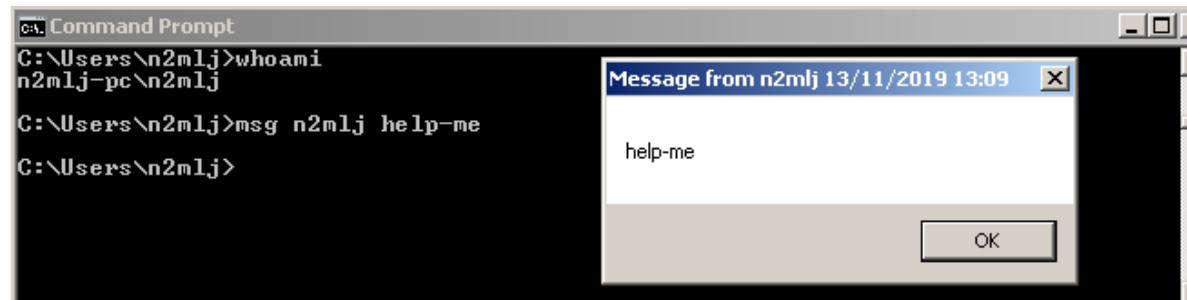 Command Prompt
C:\Users\n2mlj>whoami
n2mlj-pc\n2mlj
C:\Users\n2mlj>msg n2mlj help-me
C:\Users\n2mlj>
Message from n2mlj 13/11/2019 13:09
help-me
OK